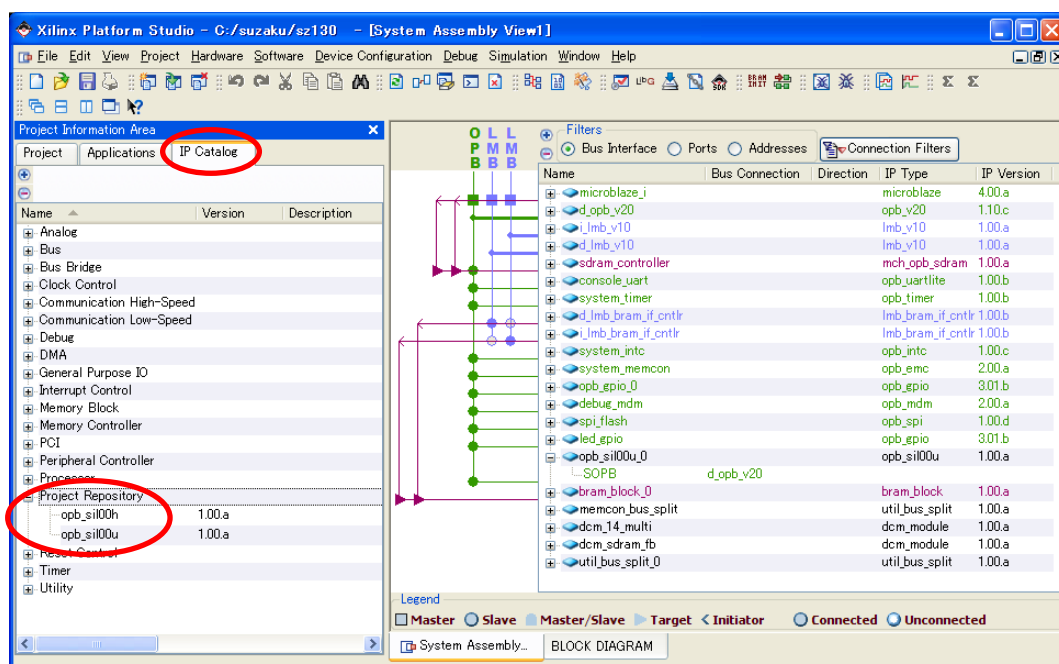 Xilinx Platform Studio - C:/suzaku/sz130 - [System Assembly View1]
File Edit View Project Hardware Software Device Configuration Debug Simulation Window Help
Project Information Area
Project Applications IP Catalog
Name Version Description
Analog
Bus
Bus Bridge
Clock Control
Communication High-Speed
Communication Low-Speed
Debug
DMA
General Purpose IO
Interrupt Control
Memory Block
Memory Controller
PCI
Peripheral Controller
Processor
Project Repository
opb_sil00h 1.00.a
opb_sil00u 1.00.a
Reset Control
Timer
Utility
O L L
P M M
B B B
Filters
Bus Interface Ports Addresses Connection Filters
Name Bus Connection Direction IP Type IP Version
microblaze_i microblaze 4.00.a
d_opb_v20 opb_v20 1.10.c
i_lmb_v10 lmb_v10 1.00.a
d_lmb_v10 lmb_v10 1.00.a
sdram_controller mch_opb_sdram 1.00.a
console_uart opb_uartlite 1.00.b
system_timer opb_timer 1.00.b
d_lmb_bram_if_cntlr lmb_bram_if_cntlr 1.00.b
i_lmb_bram_if_cntlr lmb_bram_if_cntlr 1.00.b
system_intc opb_intc 1.00.c
system_memcon opb_emc 2.00.a
opb_gpio_0 opb_gpio 3.01.b
debug_mdm opb_mdm 2.00.a
spi_flash opb_spi 1.00.d
led_gpio opb_gpio 3.01.b
opb_sil00u_0 opb_sil00u 1.00.a
SOPB d_opb_v20
bram_block_0 bram_block 1.00.a
memcon_bus_split util_bus_split 1.00.a
dcm_14_multi dcm_module 1.00.a
dcm_sdram_fb dcm_module 1.00.a
util_bus_split_0 util_bus_split 1.00.a
Legend
Master Slave Master/Slave Target Initiator Connected Unconnected
System Assembly... BLOCK DIAGRAM